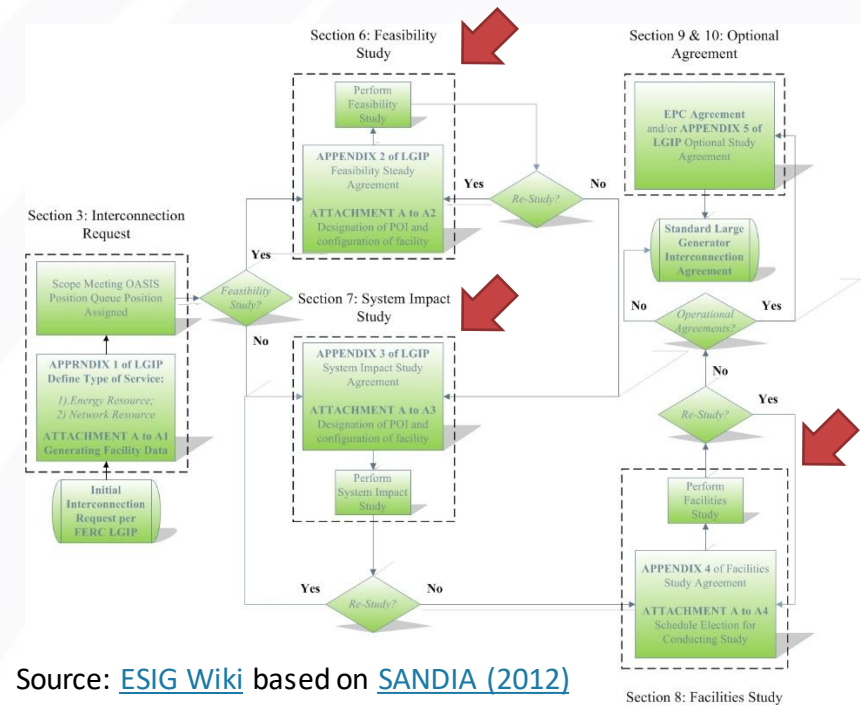 Section 6: Feasibility
Study
Section 9 & 10: Optional
Agreement
Perform
Feasibility
Study
APPENDIX 2 of LGIP
Feasibility Steady
Agreement
ATTACHMENT A to A2
Designation of POI and
configuration of facility
Yes
Re-Study?
No
EPC Agreement
and/or APPENDIX 5 of
LGIP Optional Study
Agreement
Standard Large
Generator
Interconnection
Agreement
Section 3: Interconnection
Request
Scope Meeting OASIS
Position Queue Position
Assigned
APPRNDIX 1 of LGIP
Define Type of Service:
1).Energy Resource;
2) Network Resource
ATTACHMENT A to A1
Generating Facility Data
Initial
Interconnection
Request per
FERC LGIP
Yes
Feasibility
Study?
No
Section 7: System Impact
Study
APPENDIX 3 of LGIP
System Impact Study
Agreement
ATTACHMENT A to A3
Designation of POI and
configuration of facility
Perform
System Impact
Study
Yes
Re-Study?
No
No
Operational
Agreements?
Yes
No
Re-Study?
Yes
Perform
Facilities
Study
APPENDIX 4 of Facilities
Study Agreement
ATTACHMENT A to A4
Schedule Election for
Conducting Study
Section 8: Facilities Study
Source: ESIG Wiki based on SANDIA (2012)